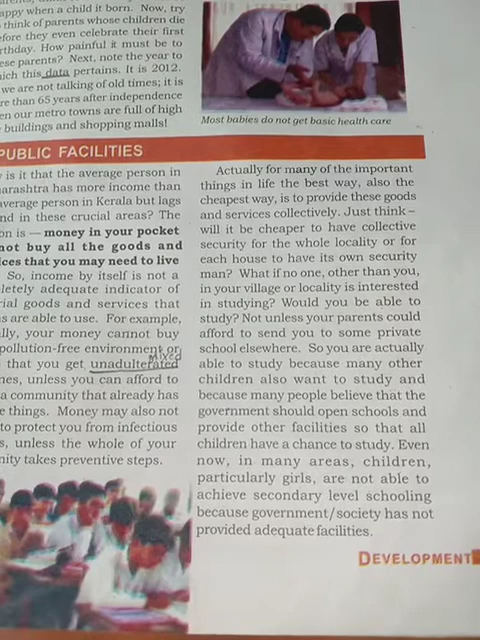 appy when a child it born. Now, try
think of parents whose children die
fore they even celebrate their first
rthday. How painful it must be to
ese parents? Next, note the year to
ich this data pertains. It is 2012.
we are not talking of old times; it is
re than 65 years after independence
en our metro towns are full of high
buildings and shopping malls!
Most babies do not get basic health care
PUBLIC FACILITIES
is it that the average person in
arashtra has more income than
average person in Kerala but lags
nd in these crucial areas? The
on is — money in your pocket
not buy all the goods and
ices that you may need to live
So, income by itself is not a
letely adequate indicator of
rial goods and services that
s are able to use. For example,
lly, your money cannot buy
pollution-free environment or
mixed
that you get unadulterated
nes, unless you can afford to
a community that already has
e things. Money may also not
to protect you from infectious
s, unless the whole of your
nity takes preventive steps.
Actually for many of the important
things in life the best way, also the
cheapest way, is to provide these goods
and services collectively. Just think –
will it be cheaper to have collective
security for the whole locality or for
each house to have its own security
man? What if no one, other than you,
in your village or locality is interested
in studying? Would you be able to
study? Not unless your parents could
afford to send you to some private
school elsewhere. So you are actually
able to study because many other
children also want to study and
because many people believe that the
government should open schools and
provide other facilities so that all
children have a chance to study. Even
now, in many areas, children,
particularly girls, are not able to
achieve secondary level schooling
because government/society has not
provided adequate facilities.
DEVELOPMENT